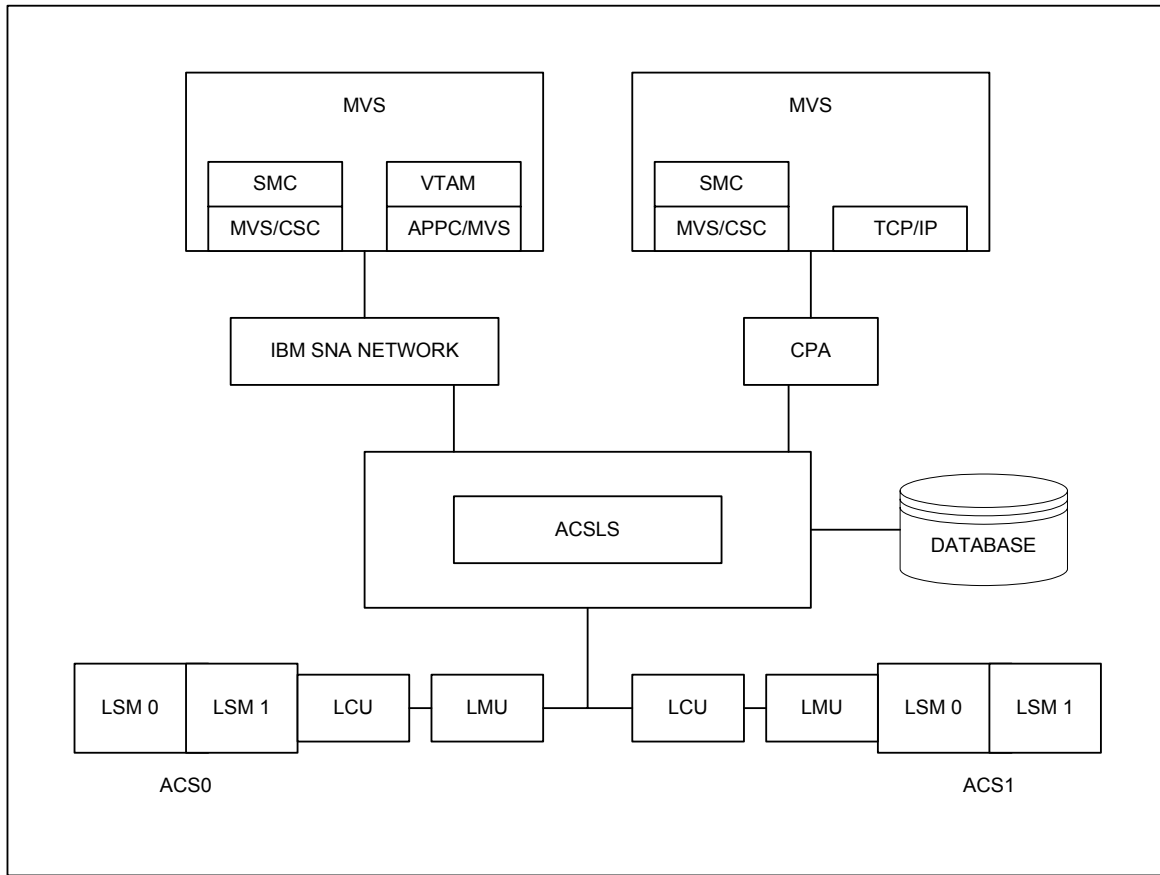 MVS
MVS
SMC
VTAM
SMC
MVS/CSC
APPC/MVS
MVS/CSC
TCP/IP
IBM SNA NETWORK
CPA
ACSLS
DATABASE
LSM 0
LSM 1
LCU
LMU
LCU
LMU
LSM 0
LSM 1
ACS0
ACS1